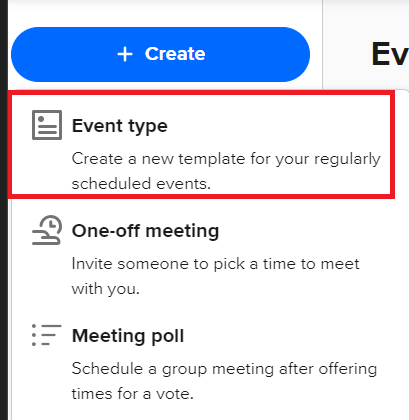 + Create
Ev
Event type
Create a new template for your regularly
scheduled events.
One-off meeting
Invite someone to pick a time to meet
with you.
Meeting poll
Schedule a group meeting after offering
times for a vote.